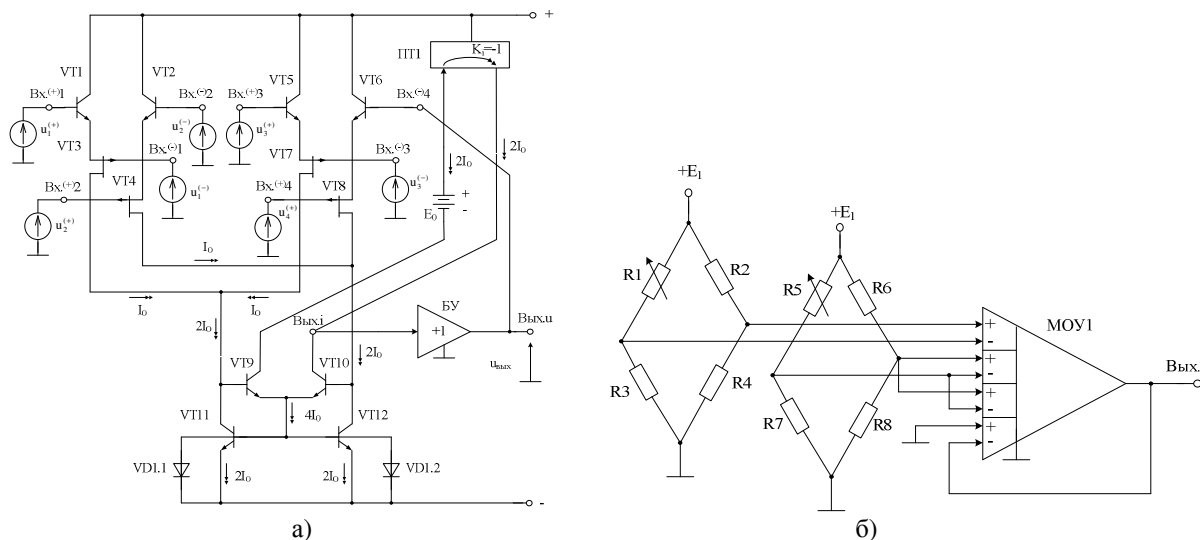 +
K_i=-1
ПТ1
VT1
VT2
VT5
VT6
Вх.(+)1
Вх.(-)2
Вх.(+)3
Вх.(-)4
u₁(+)
u₂(-)
u₃(+)
VT3
Вх.(-)1
VT7
Вх.(-)3
2I₀
2I₀
Вх.(+)2
VT4
Вх.(+)4
VT8
u₁(-)
u₃(-)
u₂(+)
u₄(+)
+
-
E₀
I₀
I₀
I₀
2I₀
Вых.i
БУ
+1
Вых.u
uвых
2I₀
VT9
VT10
4I₀
VT11
VT12
VD1.1
2I₀
2I₀
VD1.2
-
а)
+E₁
+E₁
R1
R2
R5
R6
R3
R4
R7
R8
МОУ1
+
-
+
-
+
-
+
-
Вых.
б)